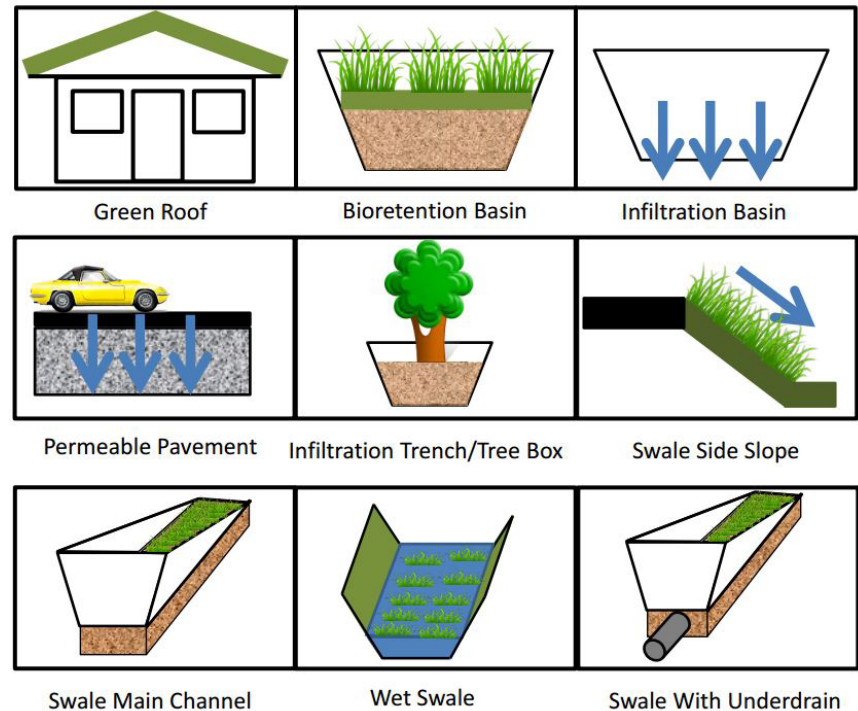 Green Roof
Bioretention Basin
Infiltration Basin
Permeable Pavement
Infiltration Trench/Tree Box
Swale Side Slope
Swale Main Channel
Wet Swale
Swale With Underdrain